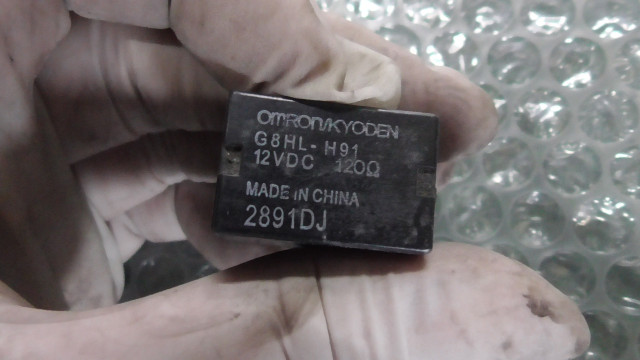 OMRON/KYODEN
G8HL-H91
12VDC 120Ω
MADE IN CHINA
2891DJ